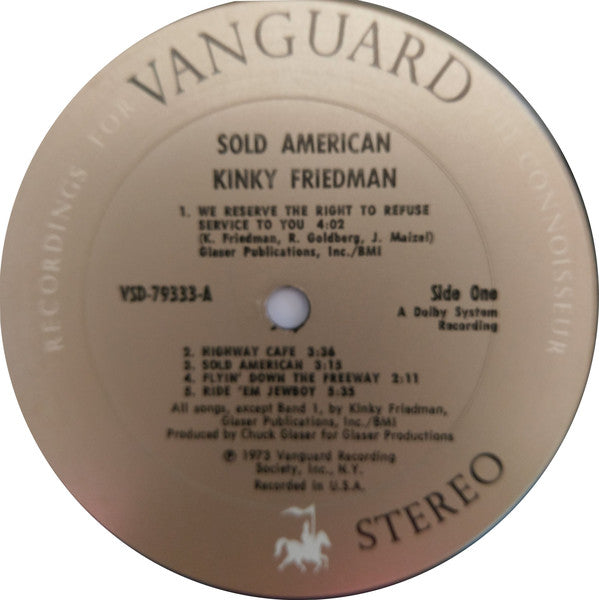 VANGUARD
RECORDINGS FOR THE CONNOISSEUR
SOLD AMERICAN
KINKY FRIEDMAN
1. WE RESERVE THE RIGHT TO REFUSE
SERVICE TO YOU 4:02
(K. Friedman, R. Goldberg, J. Maizel)
Glaser Publications, Inc./BMI
VSD-79333-A
Side One
A Dolby System
Recording
2. HIGHWAY CAFE 3:36
3. SOLD AMERICAN 3:15
4. FLYIN' DOWN THE FREEWAY 2:11
5. RIDE 'EM JEWBOY 5:35
All songs, except Band 1, by Kinky Friedman,
Glaser Publications, Inc./BMI
Produced by Chuck Glaser for Glaser Productions
℗ 1973 Vanguard Recording
Society, Inc., N.Y.
Recorded in U.S.A.
STEREO